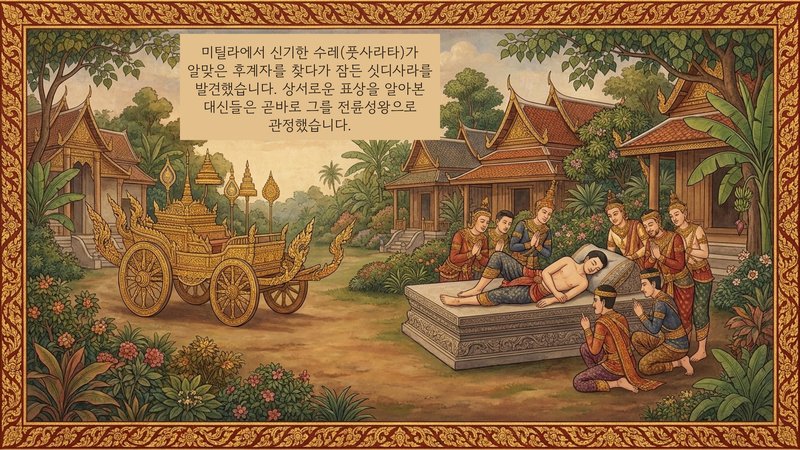 미틸라에서 신기한 수레(풋사라타)가
알맞은 후계자를 찾다가 잠든 싯디사라를
발견했습니다. 상서로운 표상을 알아본
대신들은 곧바로 그를 전륜성왕으로
관정했습니다.